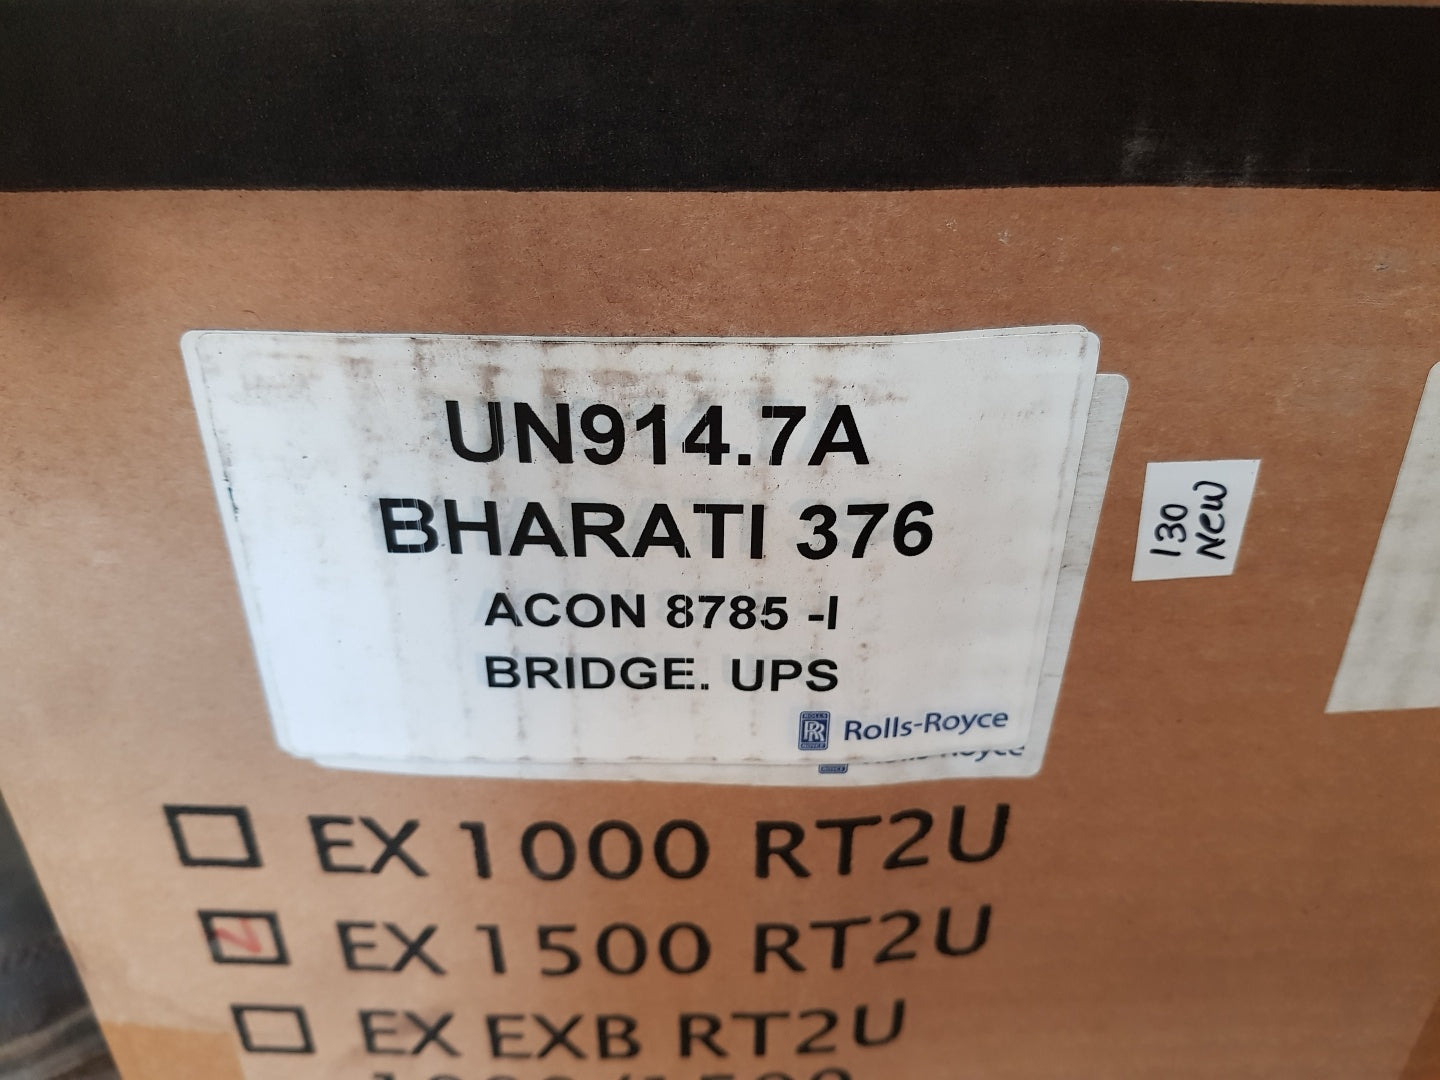 UN914.7A
BHARATI 376
ACON 8785 -I
BRIDGE. UPS
Rolls-Royce
130
NEW
EX 1000 RT2U
EX 1500 RT2U
EX EXB RT2U